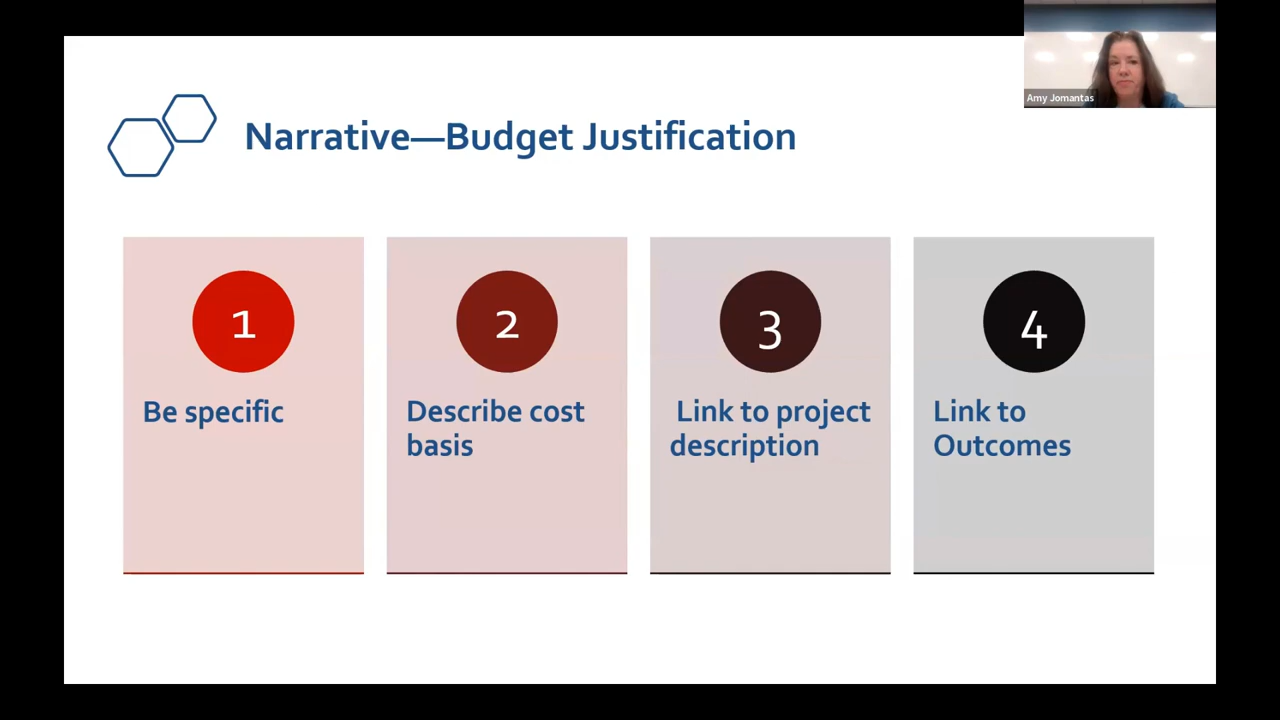 Amy Jomantas
Narrative—Budget Justification
1
Be specific
2
Describe cost
basis
3
Link to project
description
4
Link to
Outcomes